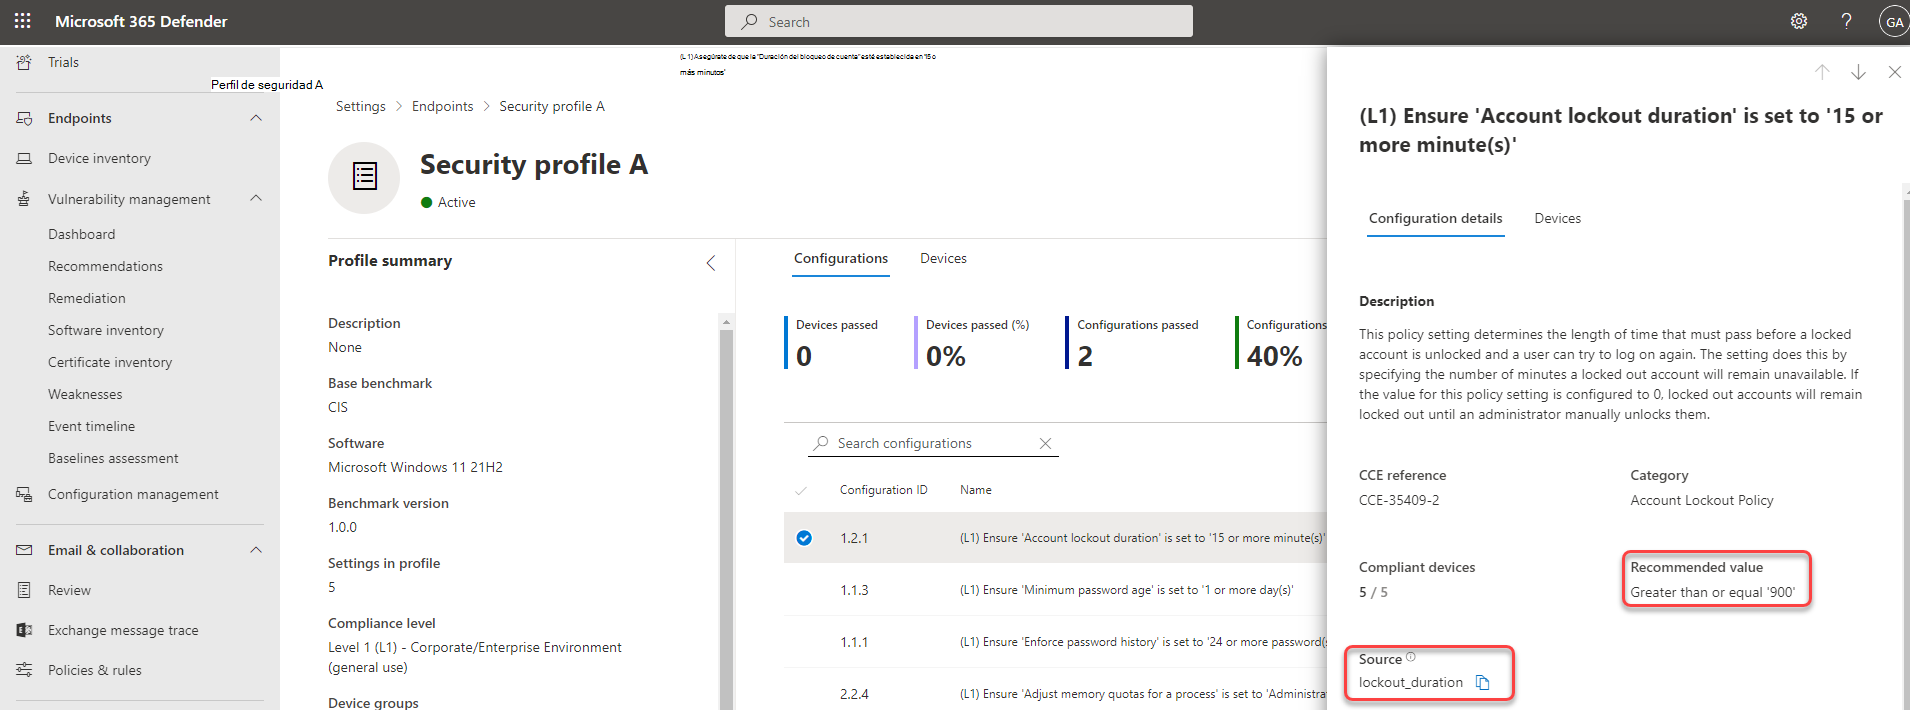 Microsoft 365 Defender
Search
GA
Trials
Endpoints
Device inventory
Vulnerability management
Dashboard
Recommendations
Remediation
Software inventory
Certificate inventory
Weaknesses
Event timeline
Baselines assessment
Configuration management
Email & collaboration
Review
Exchange message trace
Policies & rules
(L 1) Asegúrate de que la "Duración del bloqueo de cuenta" esté establecida en '15 o
más minutos'
Perfil de seguridad A
Settings > Endpoints > Security profile A
Security profile A
Active
Profile summary
Description
None
Base benchmark
CIS
Software
Microsoft Windows 11 21H2
Benchmark version
1.0.0
Settings in profile
5
Compliance level
Level 1 (L1) - Corporate/Enterprise Environment
(general use)
Device groups
Configurations Devices
Devices passed
0
Devices passed (%)
0%
Configurations passed
2
Configurations
40%
Search configurations
Configuration ID Name
1.2.1 (L1) Ensure 'Account lockout duration' is set to '15 or more minute(s)'
1.1.3 (L1) Ensure 'Minimum password age' is set to '1 or more day(s)'
1.1.1 (L1) Ensure 'Enforce password history' is set to '24 or more password(s
2.2.4 (L1) Ensure 'Adjust memory quotas for a process' is set to 'Administra
(L1) Ensure 'Account lockout duration' is set to '15 or
more minute(s)'
Configuration details Devices
Description
This policy setting determines the length of time that must pass before a locked
account is unlocked and a user can try to log on again. The setting does this by
specifying the number of minutes a locked out account will remain unavailable. If
the value for this policy setting is configured to 0, locked out accounts will remain
locked out until an administrator manually unlocks them.
CCE reference
CCE-35409-2
Category
Account Lockout Policy
Compliant devices
5 / 5
Recommended value
Greater than or equal '900'
Source
lockout_duration